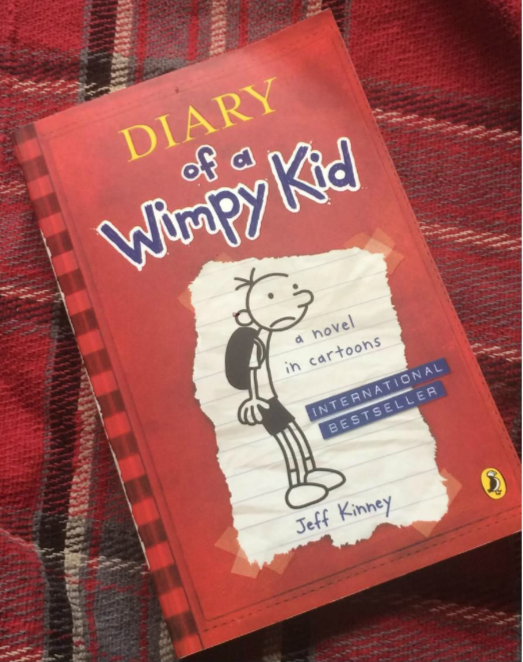 DIARY
of a
Wimpy Kid
a novel
in cartoons
INTERNATIONAL
BESTSELLER
Jeff Kinney